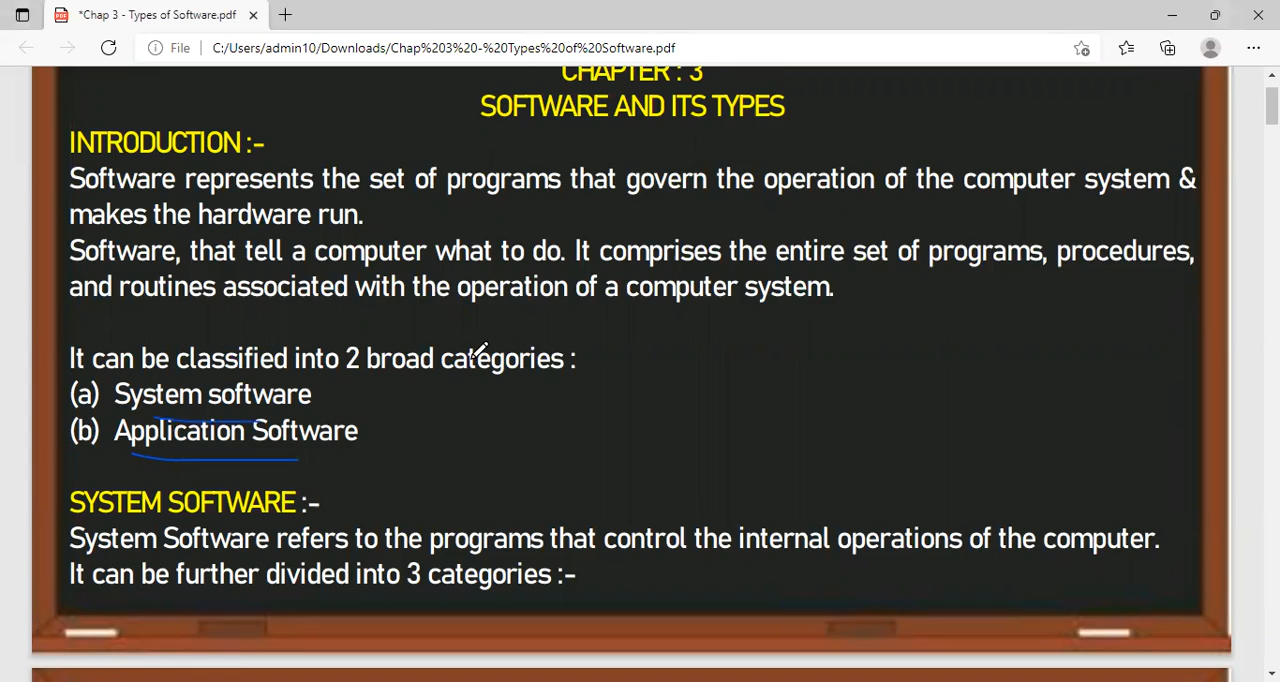 *Chap 3 - Types of Software.pdf
File
C:/Users/admin10/Downloads/Chap%203%20-%20Types%20of%20Software.pdf
CHAPTER : 3
SOFTWARE AND ITS TYPES
INTRODUCTION :-
Software represents the set of programs that govern the operation of the computer system &
makes the hardware run.
Software, that tell a computer what to do. It comprises the entire set of programs, procedures,
and routines associated with the operation of a computer system.
It can be classified into 2 broad categories :
(a) System software
(b) Application Software
SYSTEM SOFTWARE :-
System Software refers to the programs that control the internal operations of the computer.
It can be further divided into 3 categories :-